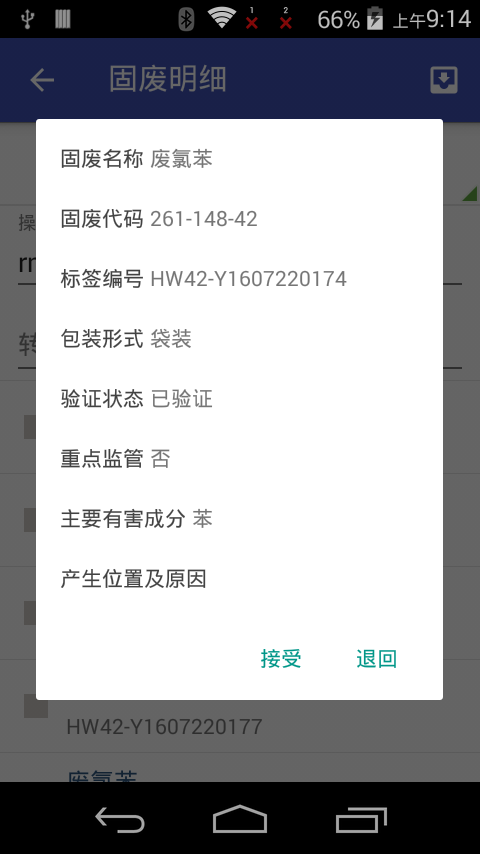 1 2 66% 上午9:14
固废明细
固废名称 废氯苯
固废代码 261-148-42
标签编号 HW42-Y1607220174
包装形式 袋装
验证状态 已验证
重点监管 否
主要有害成分 苯
产生位置及原因
接受 退回
HW42-Y1607220177
废氯苯